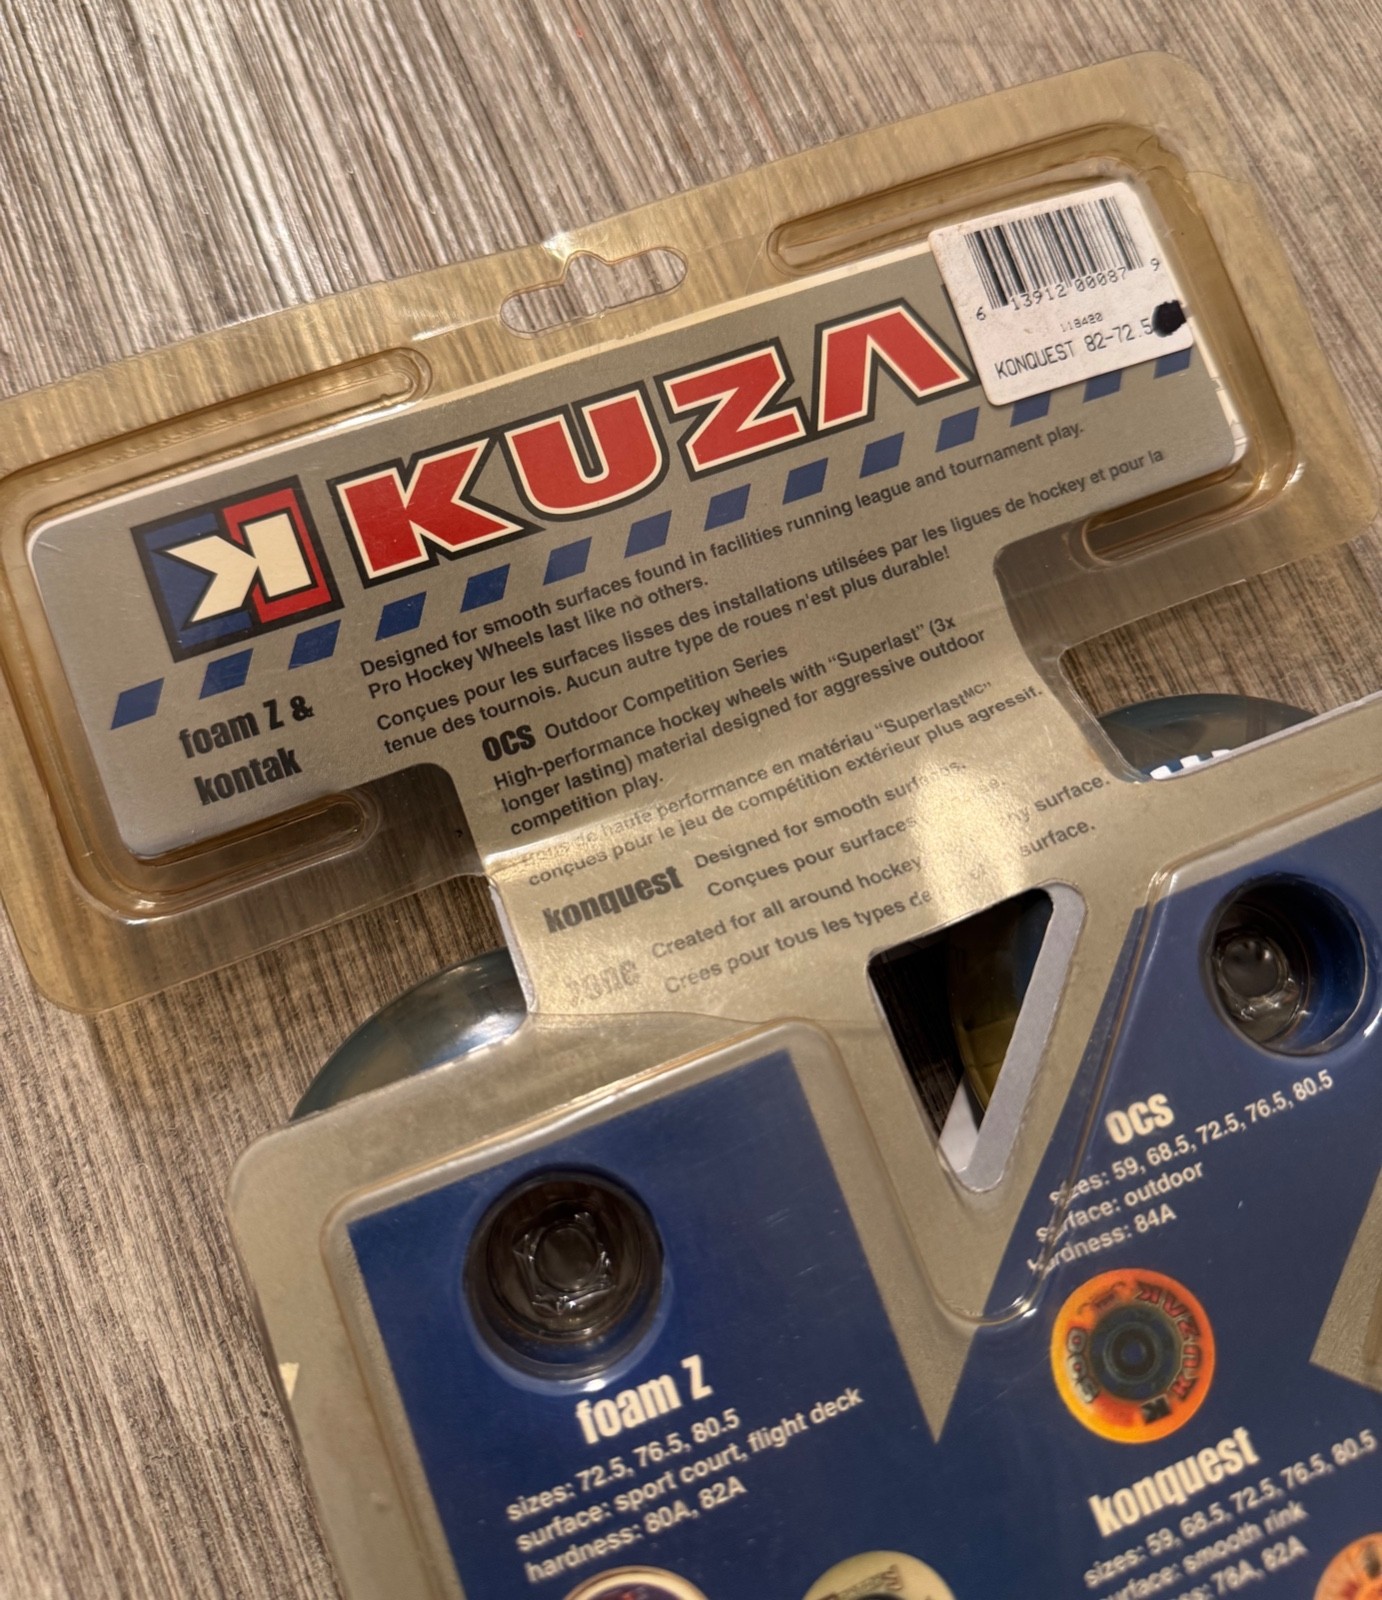 6 13912 00087 9
118420
KONQUEST 82-72.5
K KUZA
foam Z &
kontak
Designed for smooth surfaces found in facilities running league and tournament play.
Pro Hockey Wheels last like no others.
Conçues pour les surfaces lisses des installations utilsées par les ligues de hockey et pour la
tenue des tournois. Aucun autre type de roues n'est plus durable!
OCS Outdoor Competition Series
High-performance hockey wheels with "Superlast" (3x
longer lasting) material designed for aggressive outdoor
competition play.
de haute performance en matériau "Superlastᴹᶜ"
conçues pour le jeu de compétition extérieur plus agressif.
konquest Designed for smooth surfaces.
Conçues pour surfaces
Created for all around hockey surface.
Crees pour tous les types de surface.
OCS
sizes: 59, 68.5, 72.5, 76.5, 80.5
surface: outdoor
hardness: 84A
KUZAK
foam Z
sizes: 72.5, 76.5, 80.5
surface: sport court, flight deck
hardness: 80A, 82A
konquest
sizes: 59, 68.5, 72.5, 76.5, 80.5
surface: smooth rink
78A, 82A